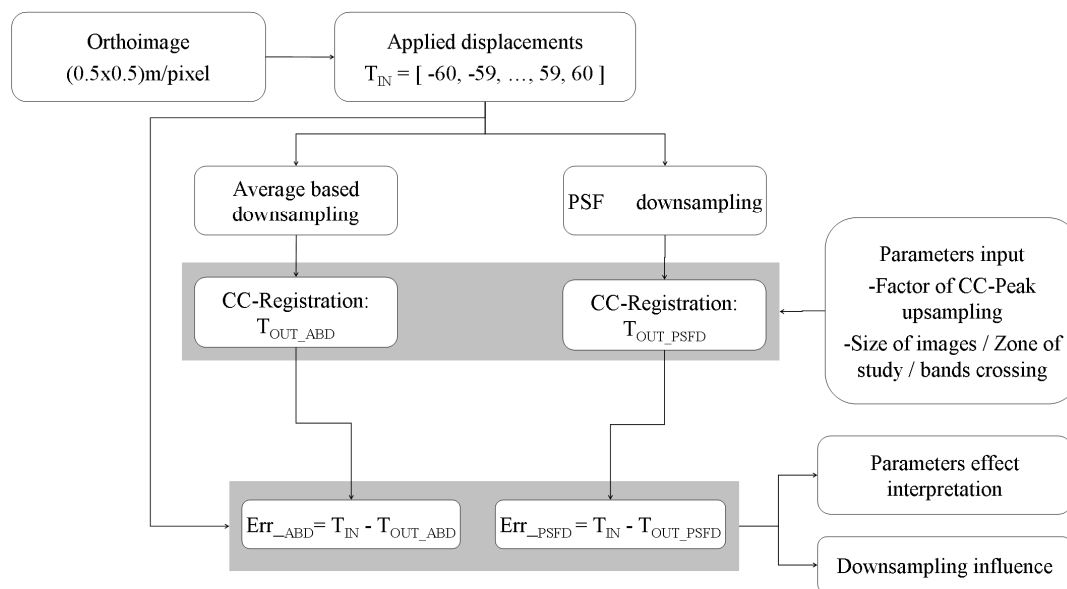 Orthoimage
(0.5x0.5)m/pixel
Applied displacements
T_IN = [ -60, -59, …, 59, 60 ]
Average based
downsampling
PSF downsampling
Parameters input
-Factor of CC-Peak
upsampling
-Size of images / Zone of
study / bands crossing
CC-Registration:
T_OUT_ABD
CC-Registration:
T_OUT_PSFD
Parameters effect
interpretation
Err_ABD= T_IN - T_OUT_ABD
Err_PSFD= T_IN - T_OUT_PSFD
Downsampling influence